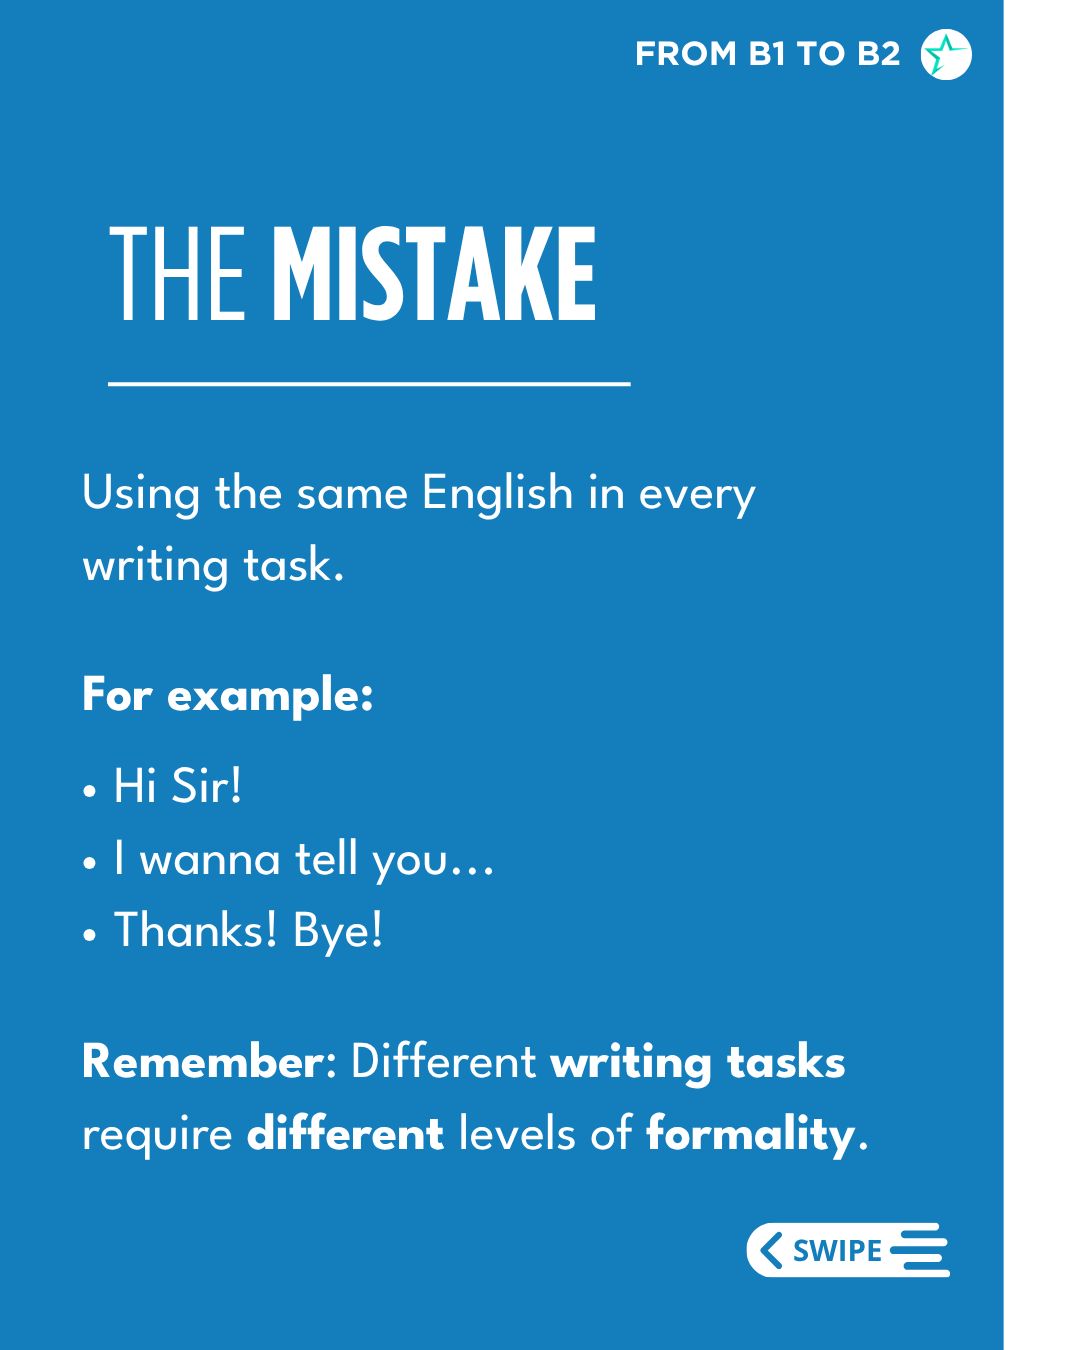 FROM B1 TO B2
THE MISTAKE
Using the same English in every
writing task.
For example:
• Hi Sir!
• I wanna tell you...
• Thanks! Bye!
Remember: Different writing tasks
require different levels of formality.
SWIPE